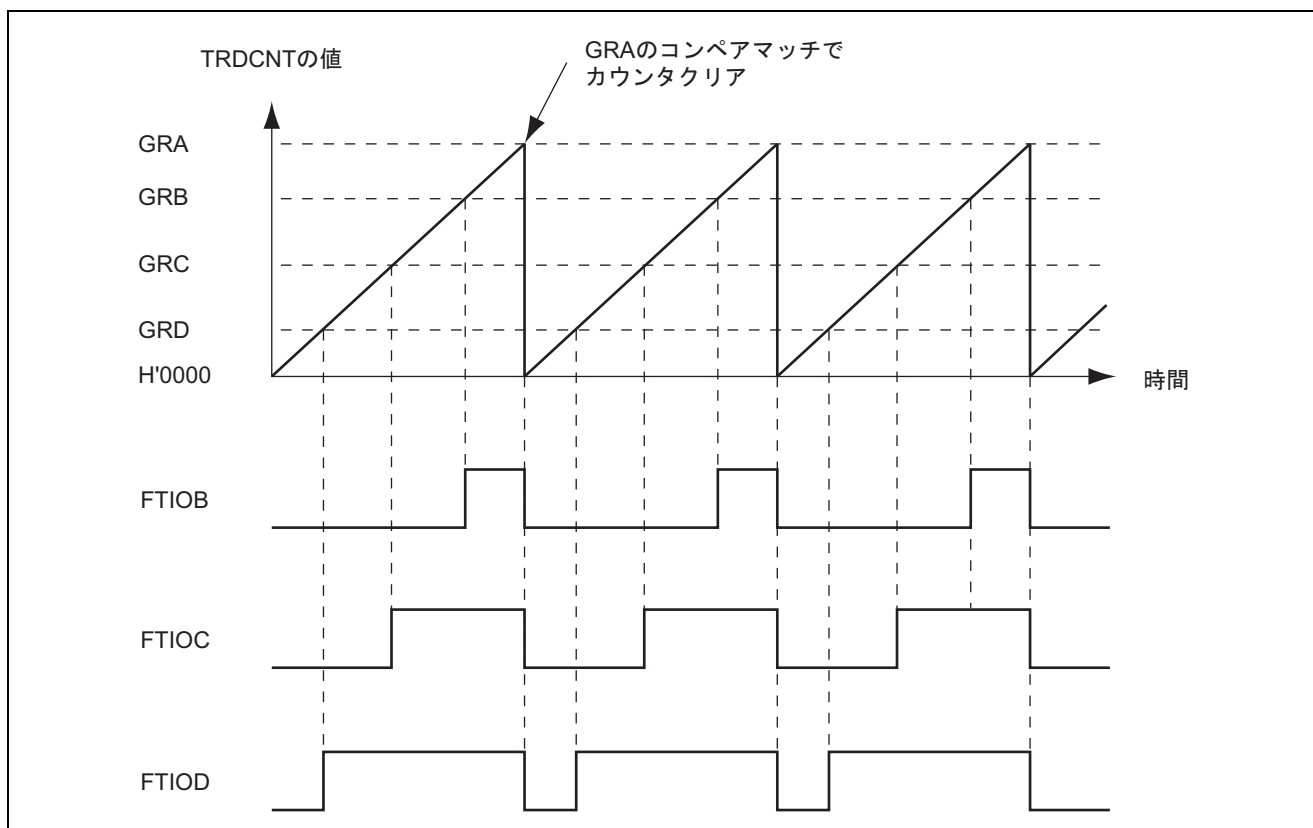 TRDCNTの値
GRAのコンペアマッチで
カウンタクリア
GRA
GRB
GRC
GRD
H'0000
時間
FTIOB
FTIOC
FTIOD